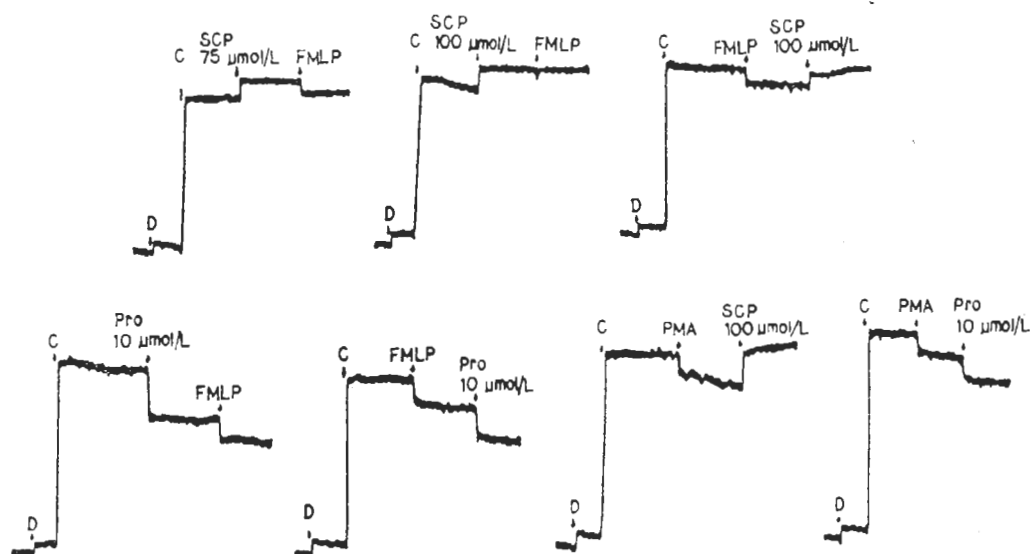 C
SCP
75 μmol/L
FMLP
D
C
SCP
100 μmol/L
FMLP
D
C
FMLP
SCP
100 μmol/L
D
C
Pro
10 μmol/L
FMLP
D
C
FMLP
Pro
10 μmol/L
D
C
PMA
SCP
100 μmol/L
D
C
PMA
Pro
10 μmol/L
D